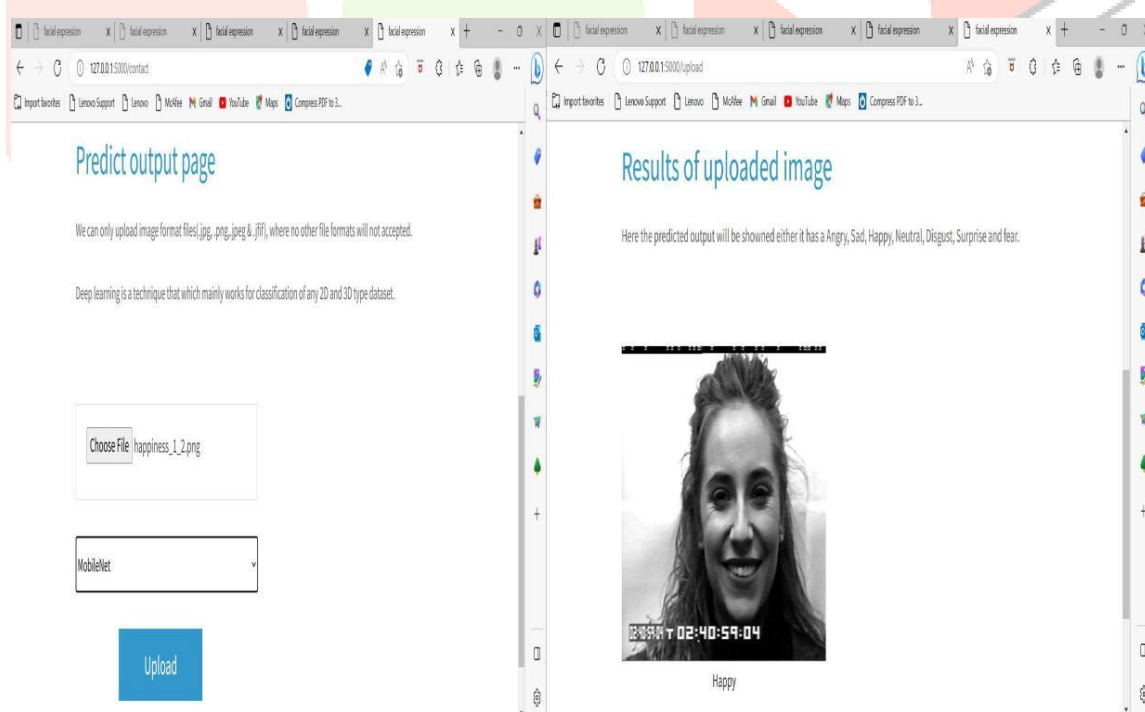 facial expression
facial expression
facial expression
facial expression
facial expression
127.0.0.1:5000/contact
Import favorites Lenovo Support Lenovo McAfee Gmail YouTube Maps Compress PDF to 3...
Predict output page
We can only upload image format files(.jpg, .png,.jpeg & .jfif), where no other file formats will not accepted.
Deep learning is a technique that which mainly works for classification of any 2D and 3D type dataset.
Choose File happiness_1_2.png
MobileNet
Upload
facial expression
facial expression
facial expression
facial expression
facial expression
127.0.0.1:5000/upload
Import favorites Lenovo Support Lenovo McAfee Gmail YouTube Maps Compress PDF to 3...
Results of uploaded image
Here the predicted output will be showned either it has a Angry, Sad, Happy, Neutral, Disgust, Surprise and fear.
T 02:40:59:04
Happy